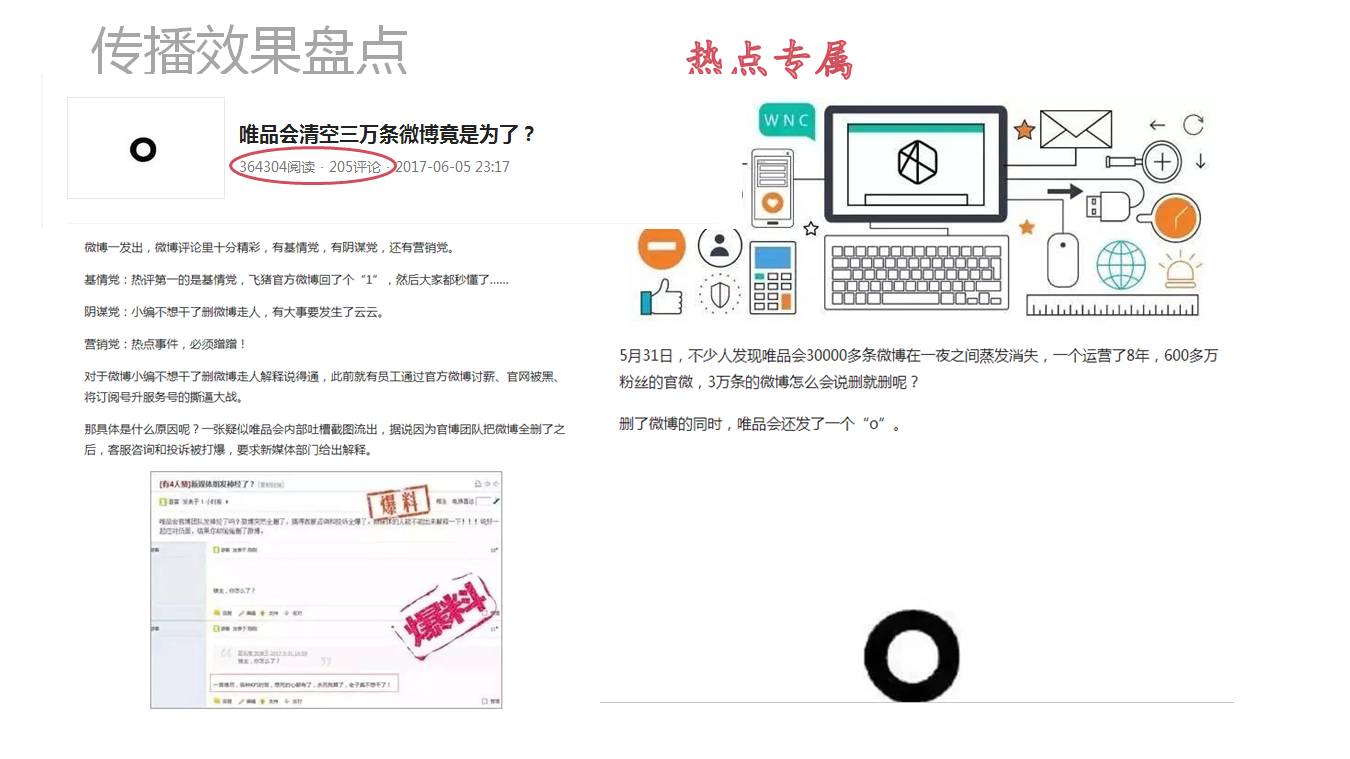 传播效果盘点
热点专属
唯品会清空三万条微博竟是为了？
364304阅读 · 205评论 · 2017-06-05 23:17
微博一发出，微博评论里十分精彩，有基情党，有阴谋党，还有营销党。
基情党：热评第一的是基情党，飞猪官方微博回了个“1”，然后大家都秒懂了......
阴谋党：小编不想干了删微博走人，有大事要发生了云云。
营销党：热点事件，必须蹭蹭！
对于微博小编不想干了删微博走人解释说得通，此前就有员工通过官方微博讨薪、官网被黑、
将订阅号升服务号的撕逼大战。
那具体是什么原因呢？一张疑似唯品会内部吐槽截图流出，据说因为官博团队把微博全删了之
后，客服咨询和投诉被打爆，要求新媒体部门给出解释。
[有4人赞]新媒体组发神经了？
爆料
楼主，你怎么了？
爆料
楼主，你怎么了？
WNC
5月31日，不少人发现唯品会30000多条微博在一夜之间蒸发消失，一个运营了8年，600多万
粉丝的官微，3万条的微博怎么会说删就删呢？
删了微博的同时，唯品会还发了一个“o”。